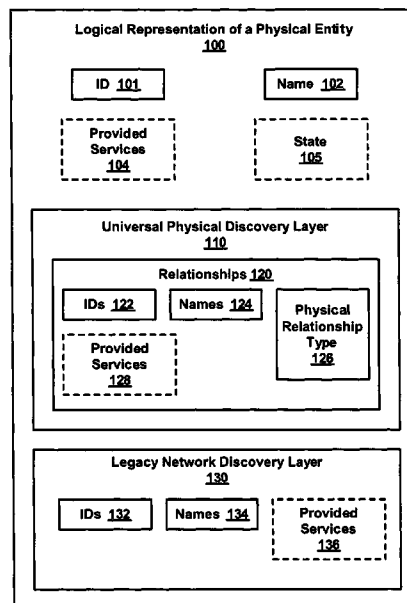 Logical Representation of a Physical Entity
100
ID 101
Name 102
Provided
Services
104
State
105
Universal Physical Discovery Layer
110
Relationships 120
IDs 122
Names 124
Physical
Relationship
Type
126
Provided
Services
128
Legacy Network Discovery Layer
130
IDs 132
Names 134
Provided
Services
136